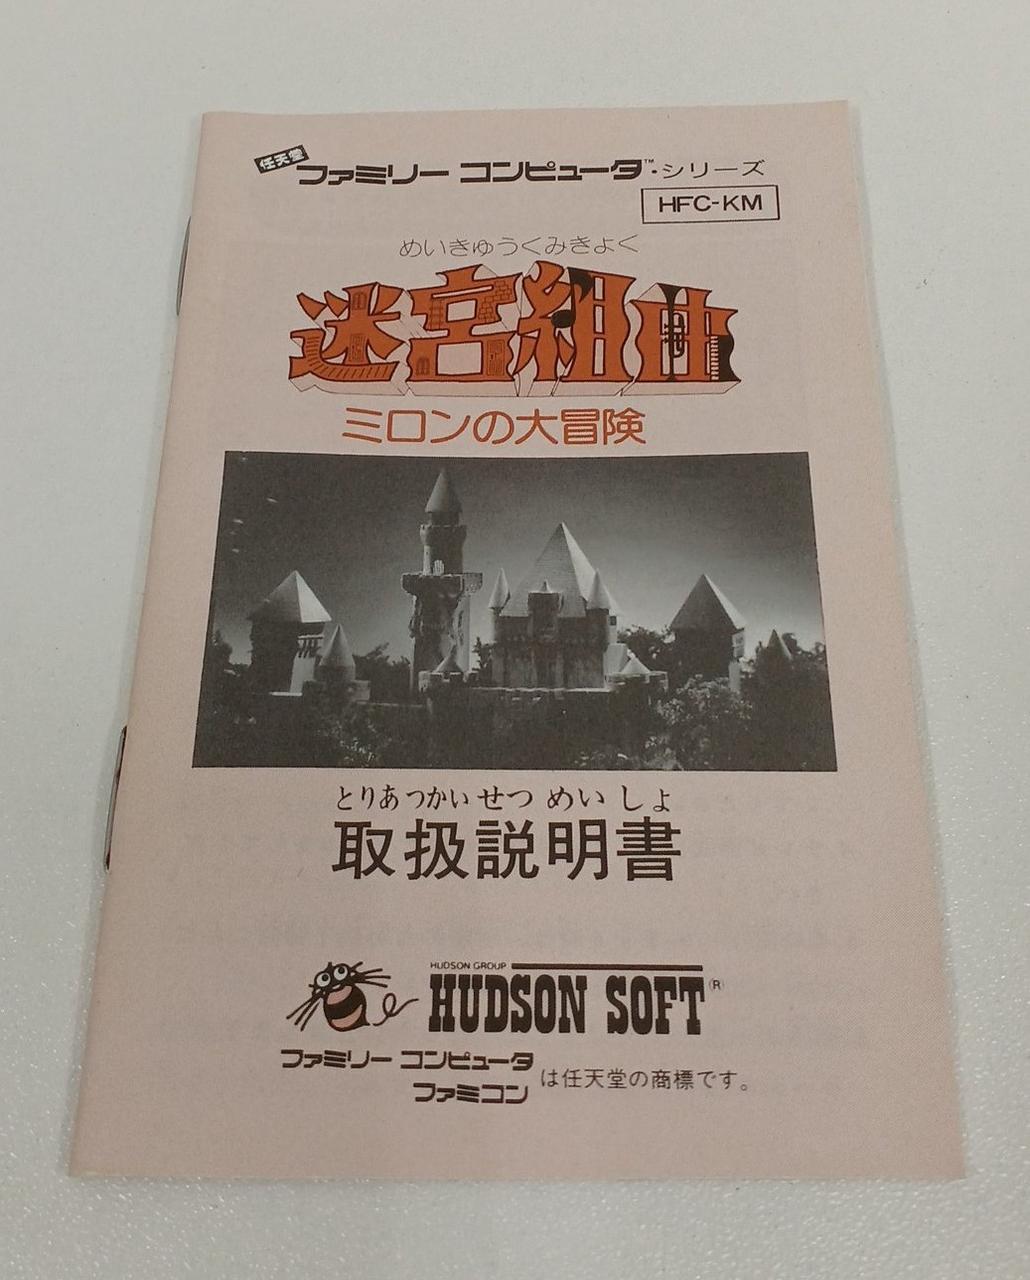 任天堂
ファミリー コンピュータ™・シリーズ
HFC-KM
めいきゅうくみきょく
迷宮組曲
ミロンの大冒険
とりあつかい せつ めい しょ
取扱説明書
HUDSON GROUP
HUDSON SOFT®
ファミリー コンピュータ
ファミコン
は任天堂の商標です。